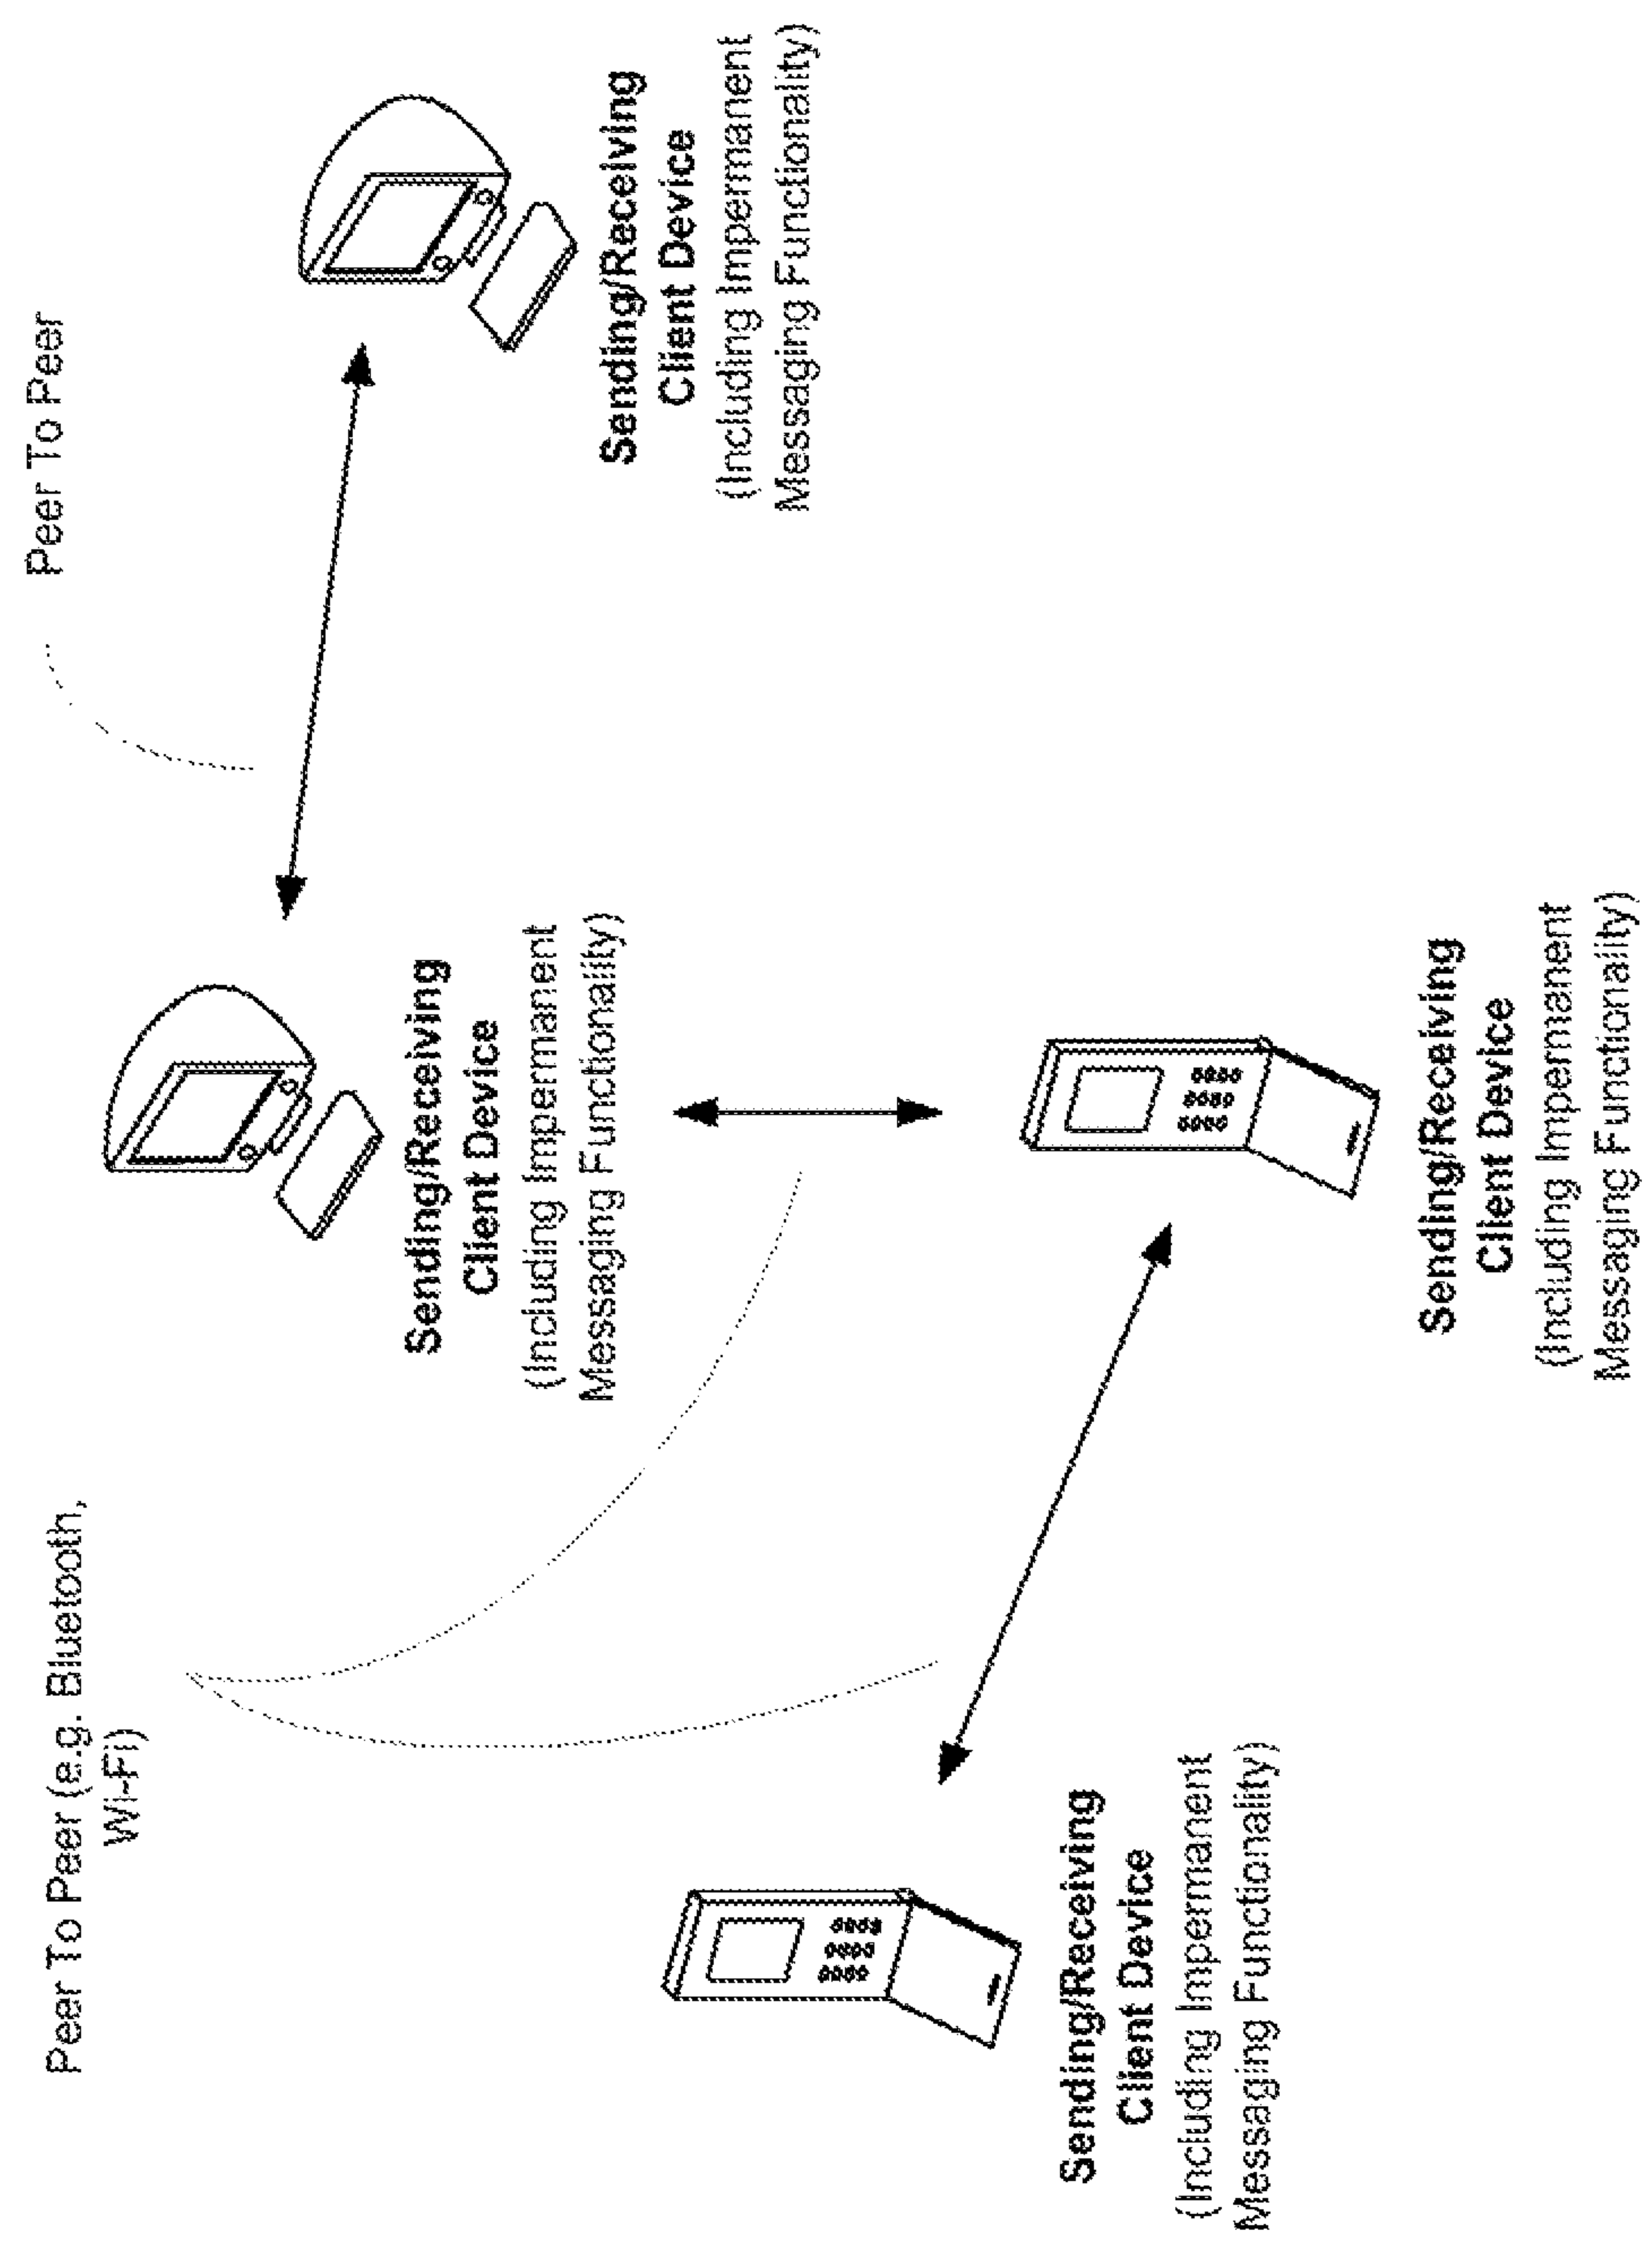 Peer To Peer (e.g. Bluetooth,
Wi-Fi)
Peer To Peer
Sending/Receiving
Client Device
(Including Impermanent
Messaging Functionality)
Sending/Receiving
Client Device
(Including Impermanent
Messaging Functionality)
Sending/Receiving
Client Device
(Including Impermanent
Messaging Functionality)
Sending/Receiving
Client Device
(Including Impermanent
Messaging Functionality)